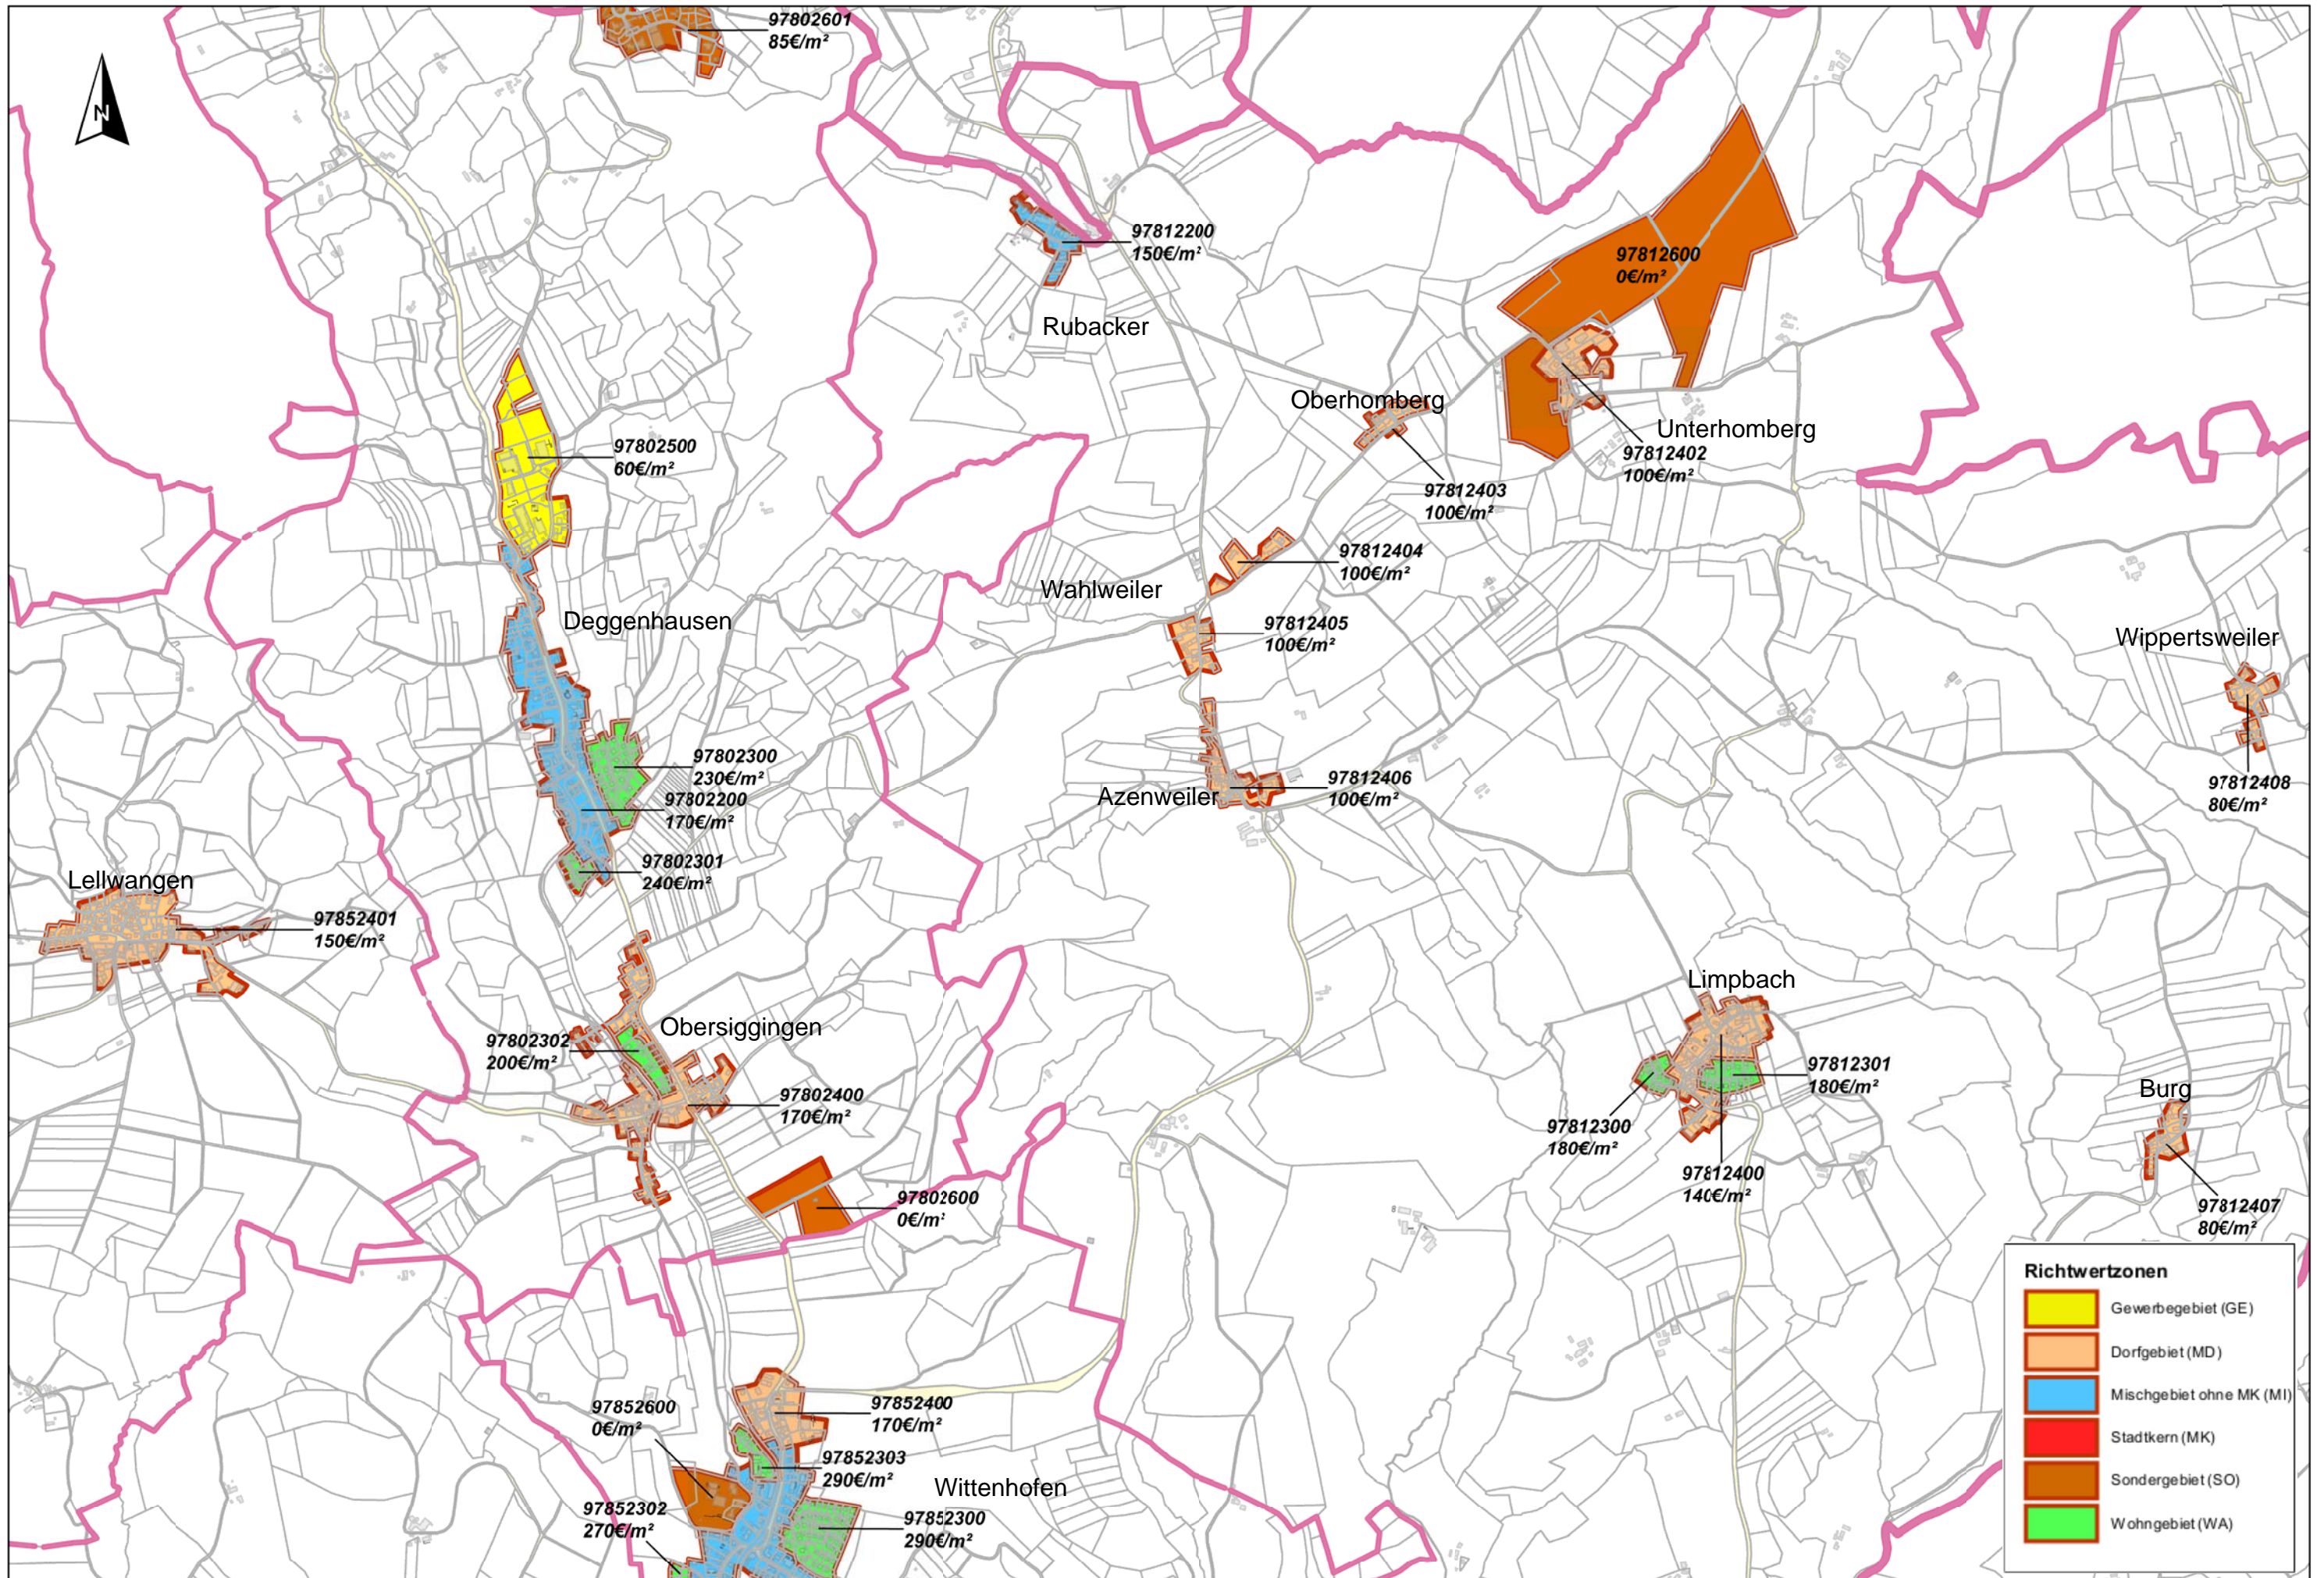 97802601
85€/m²
N
97812200
150€/m²
97812600
0€/m²
Rubacker
Oberhomberg
Unterhomberg
97802500
60€/m²
97812402
100€/m²
97812403
100€/m²
97812404
100€/m²
Wahlweiler
Deggenhausen
97812405
100€/m²
Wippertsweiler
97802300
230€/m²
97802200
170€/m²
97812406
100€/m²
Azenweiler
97812408
80€/m²
97802301
240€/m²
Lellwangen
97852401
150€/m²
Limpbach
Obersiggingen
97802302
200€/m²
97812301
180€/m²
Burg
97802400
170€/m²
97812300
180€/m²
97812400
140€/m²
97802600
0€/m²
97812407
80€/m²
Richtwertzonen
Gewerbegebiet (GE)
Dorfgebiet (MD)
Mischgebiet ohne MK (MI)
Stadtkern (MK)
Sondergebiet (SO)
Wohngebiet (WA)
97852600
0€/m²
97852400
170€/m²
97852303
290€/m²
Wittenhofen
97852302
270€/m²
97852300
290€/m²